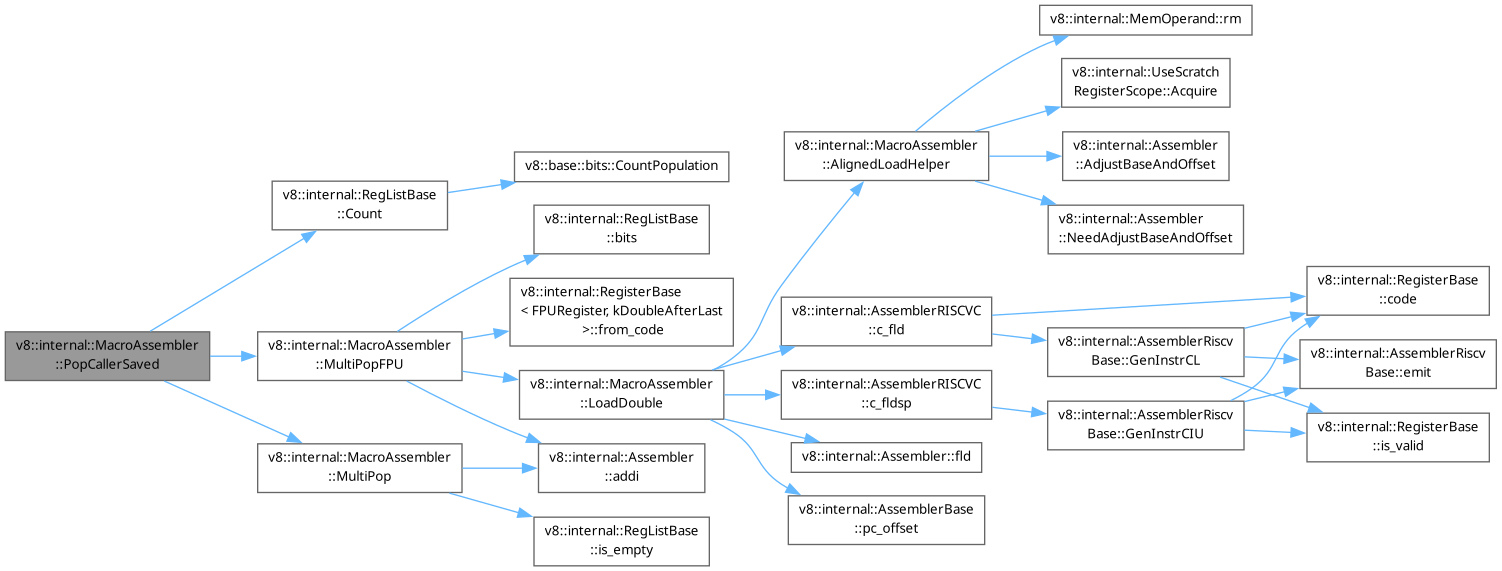 v8::internal::MacroAssembler
::PopCallerSaved
v8::internal::RegListBase
::Count
v8::base::bits::CountPopulation
v8::internal::MacroAssembler
::MultiPopFPU
v8::internal::RegListBase
::bits
v8::internal::RegisterBase
< FPURegister, kDoubleAfterLast
>::from_code
v8::internal::MacroAssembler
::LoadDouble
v8::internal::Assembler
::addi
v8::internal::MacroAssembler
::MultiPop
v8::internal::RegListBase
::is_empty
v8::internal::MacroAssembler
::AlignedLoadHelper
v8::internal::MemOperand::rm
v8::internal::UseScratch
RegisterScope::Acquire
v8::internal::Assembler
::AdjustBaseAndOffset
v8::internal::Assembler
::NeedAdjustBaseAndOffset
v8::internal::AssemblerRISCVC
::c_fld
v8::internal::AssemblerRISCVC
::c_fldsp
v8::internal::Assembler::fld
v8::internal::AssemblerBase
::pc_offset
v8::internal::AssemblerRiscv
Base::GenInstrCL
v8::internal::AssemblerRiscv
Base::GenInstrCIU
v8::internal::RegisterBase
::code
v8::internal::AssemblerRiscv
Base::emit
v8::internal::RegisterBase
::is_valid